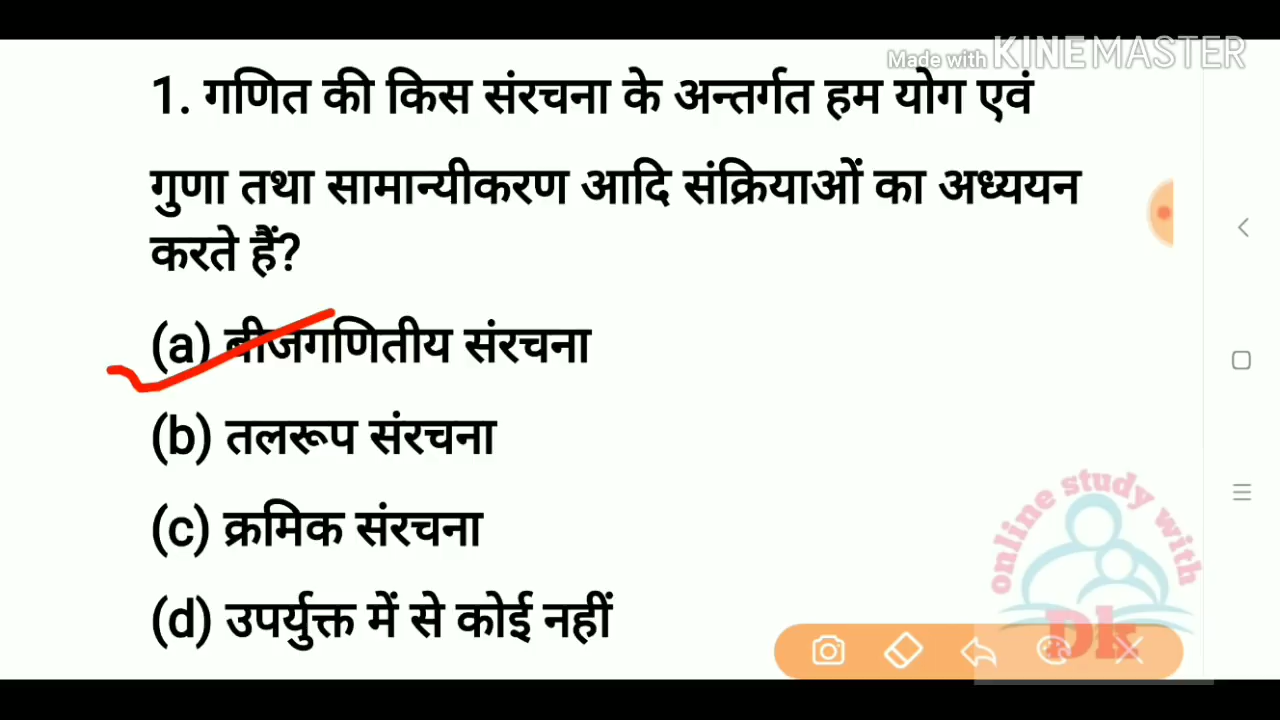 Made with KINEMASTER
1. गणित की किस संरचना के अन्तर्गत हम योग एवं
गुणा तथा सामान्यीकरण आदि संक्रियाओं का अध्ययन
करते हैं?
(a) बीजगणितीय संरचना
(b) तलरूप संरचना
(c) क्रमिक संरचना
(d) उपर्युक्त में से कोई नहीं
online study with
Dk